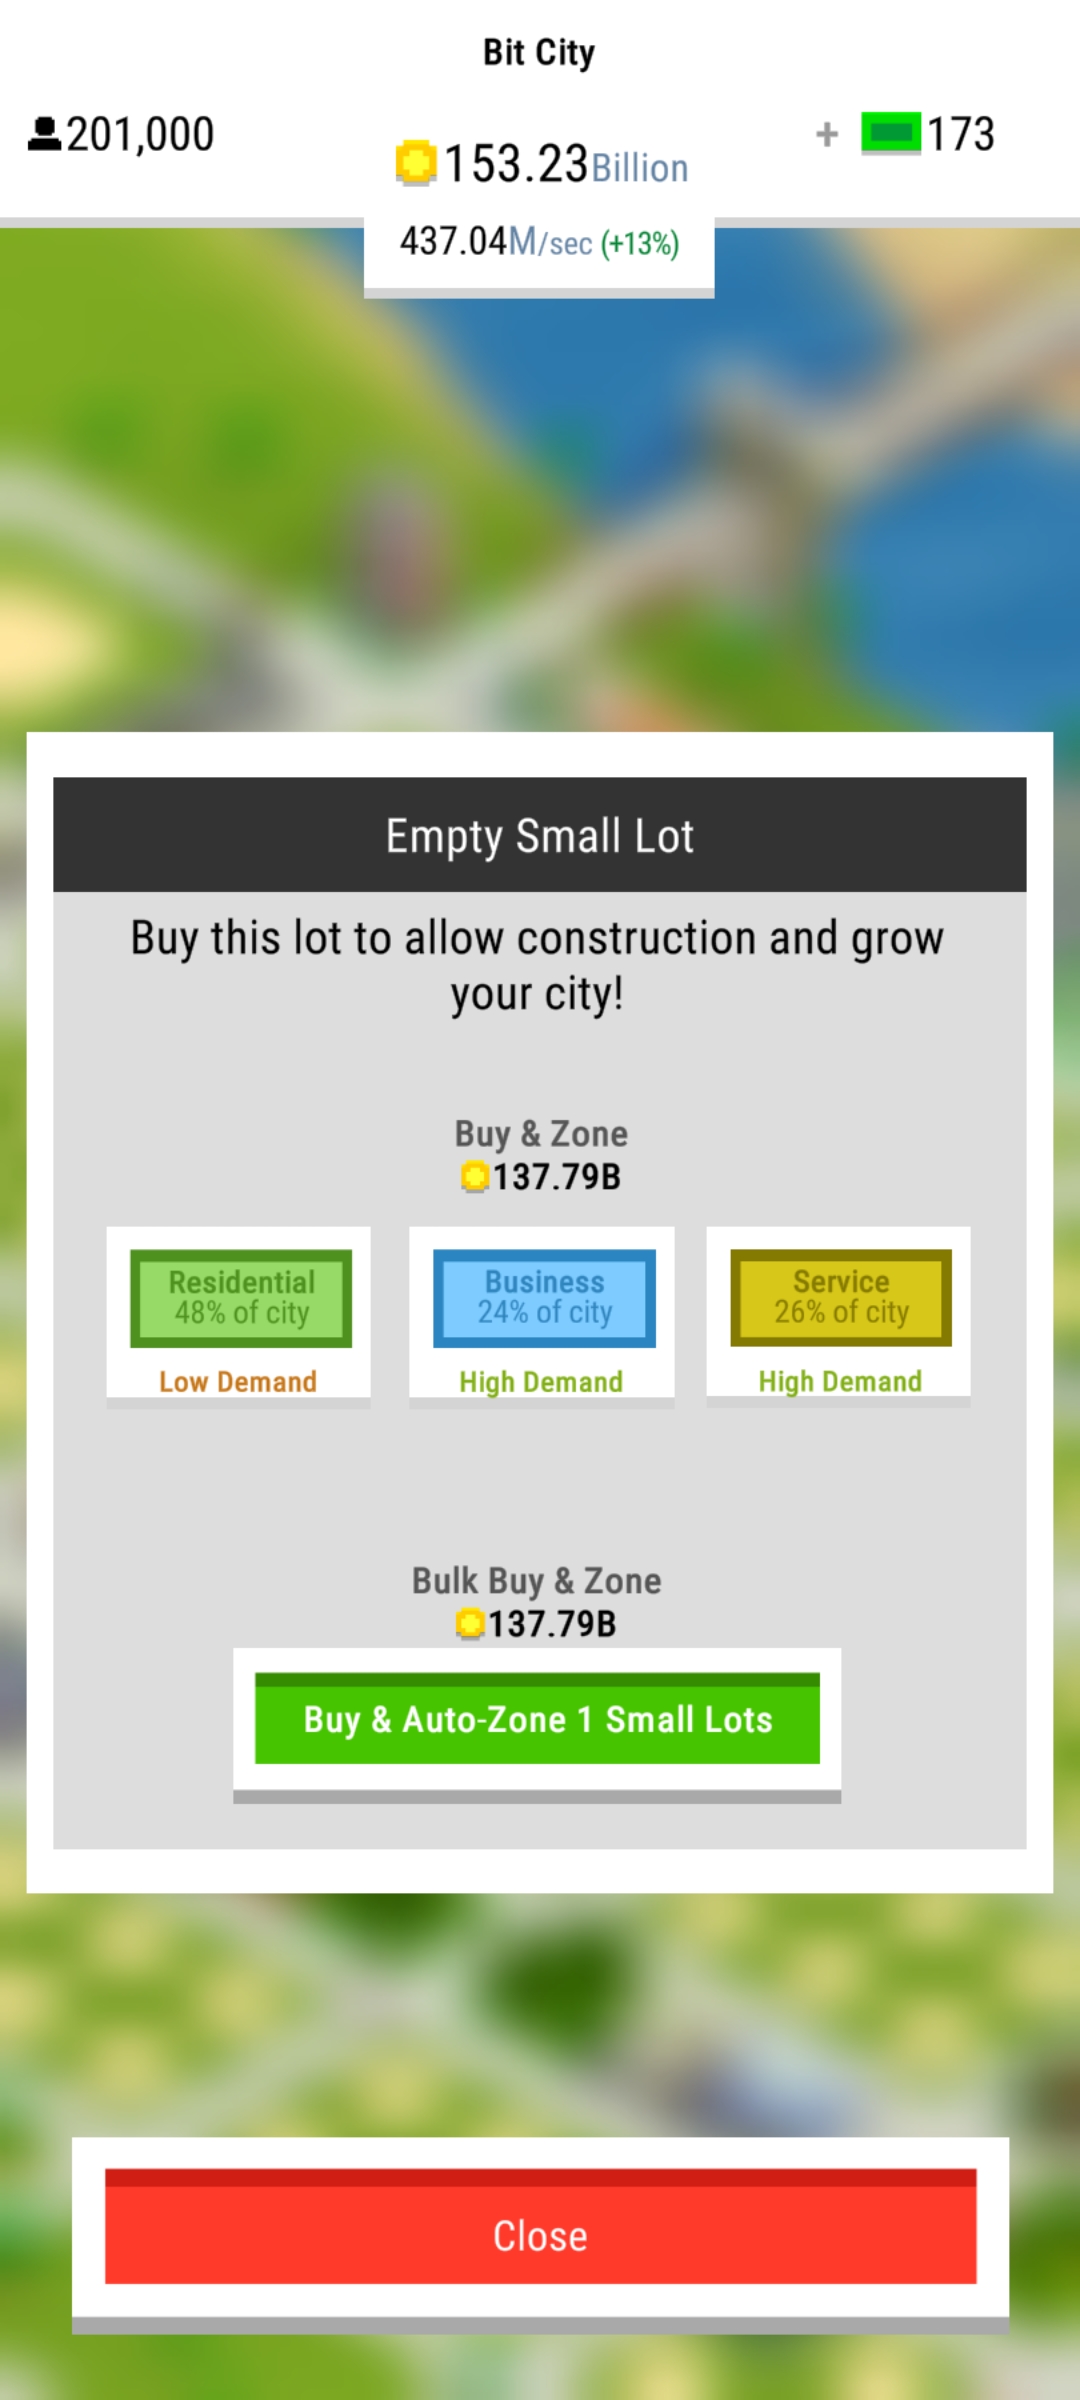 Bit City
201,000
153.23Billion
+ 173
437.04M/sec (+13%)
Empty Small Lot
Buy this lot to allow construction and grow
your city!
Buy & Zone
137.79B
Residential
48% of city
Low Demand
Business
24% of city
High Demand
Service
26% of city
High Demand
Bulk Buy & Zone
137.79B
Buy & Auto-Zone 1 Small Lots
Close